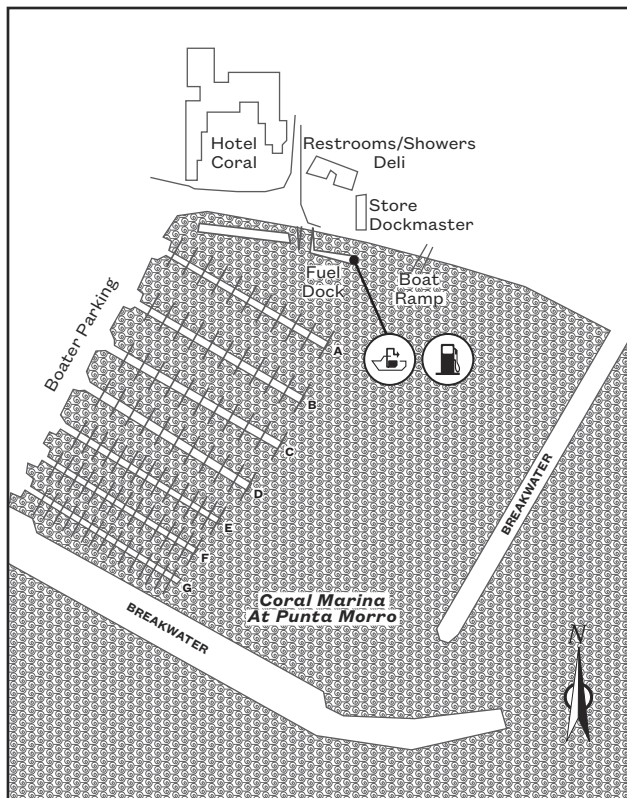 Hotel
Coral
Restrooms/Showers
Deli
Store
Dockmaster
Fuel
Dock
Boat
Ramp
Boater Parking
A
B
C
D
E
F
G
BREAKWATER
BREAKWATER
Coral Marina
At Punta Morro
N